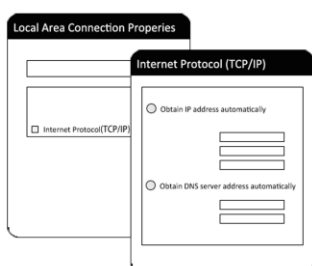 Local Area Connection Properies
Internet Protocol(TCP/IP)
Internet Protocol (TCP/IP)
Obtain IP address automatically
Obtain DNS server address automatically